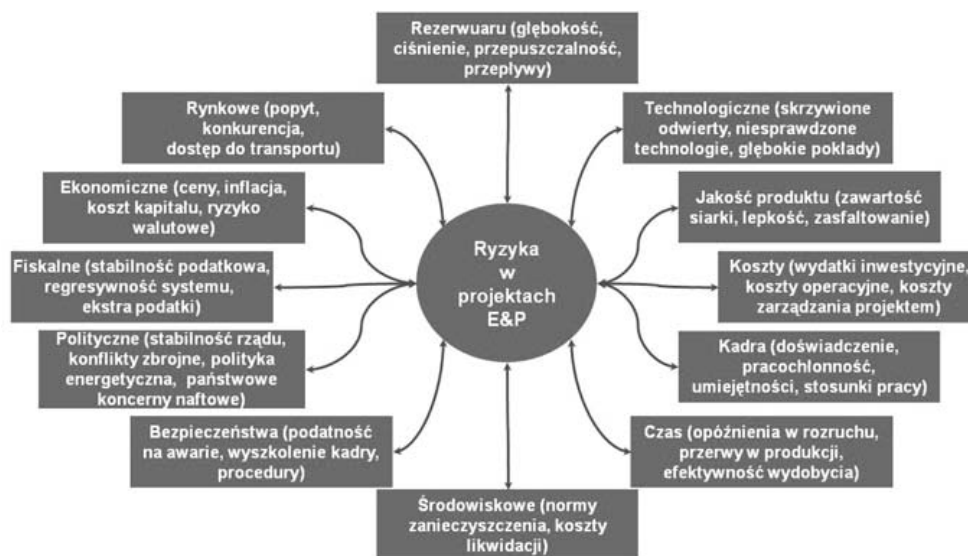 Rezerwuaru (głębokość,
ciśnienie, przepuszczalność,
przepływy)
Rynkowe (popyt,
konkurencja,
dostęp do transportu)
Technologiczne (skrzywione
odwierty, niesprawdzone
technologie, głębokie pokłady)
Ekonomiczne (ceny, inflacja,
koszt kapitału, ryzyko
walutowe)
Jakość produktu (zawartość
siarki, lepkość, zasfaltowanie)
Ryzyka
w
projektach
E&P
Fiskalne (stabilność podatkowa,
regresywność systemu,
ekstra podatki)
Koszty (wydatki inwestycyjne,
koszty operacyjne, koszty
zarządzania projektem)
Polityczne (stabilność rządu,
konflikty zbrojne, polityka
energetyczna, państwowe
koncerny naftowe)
Kadra (doświadczenie,
pracochłonność,
umiejętności, stosunki pracy)
Bezpieczeństwa (podatność
na awarie, wyszkolenie kadry,
procedury)
Czas (opóźnienia w rozruchu,
przerwy w produkcji,
efektywność wydobycia)
Środowiskowe (normy
zanieczyszczenia, koszty
likwidacji)